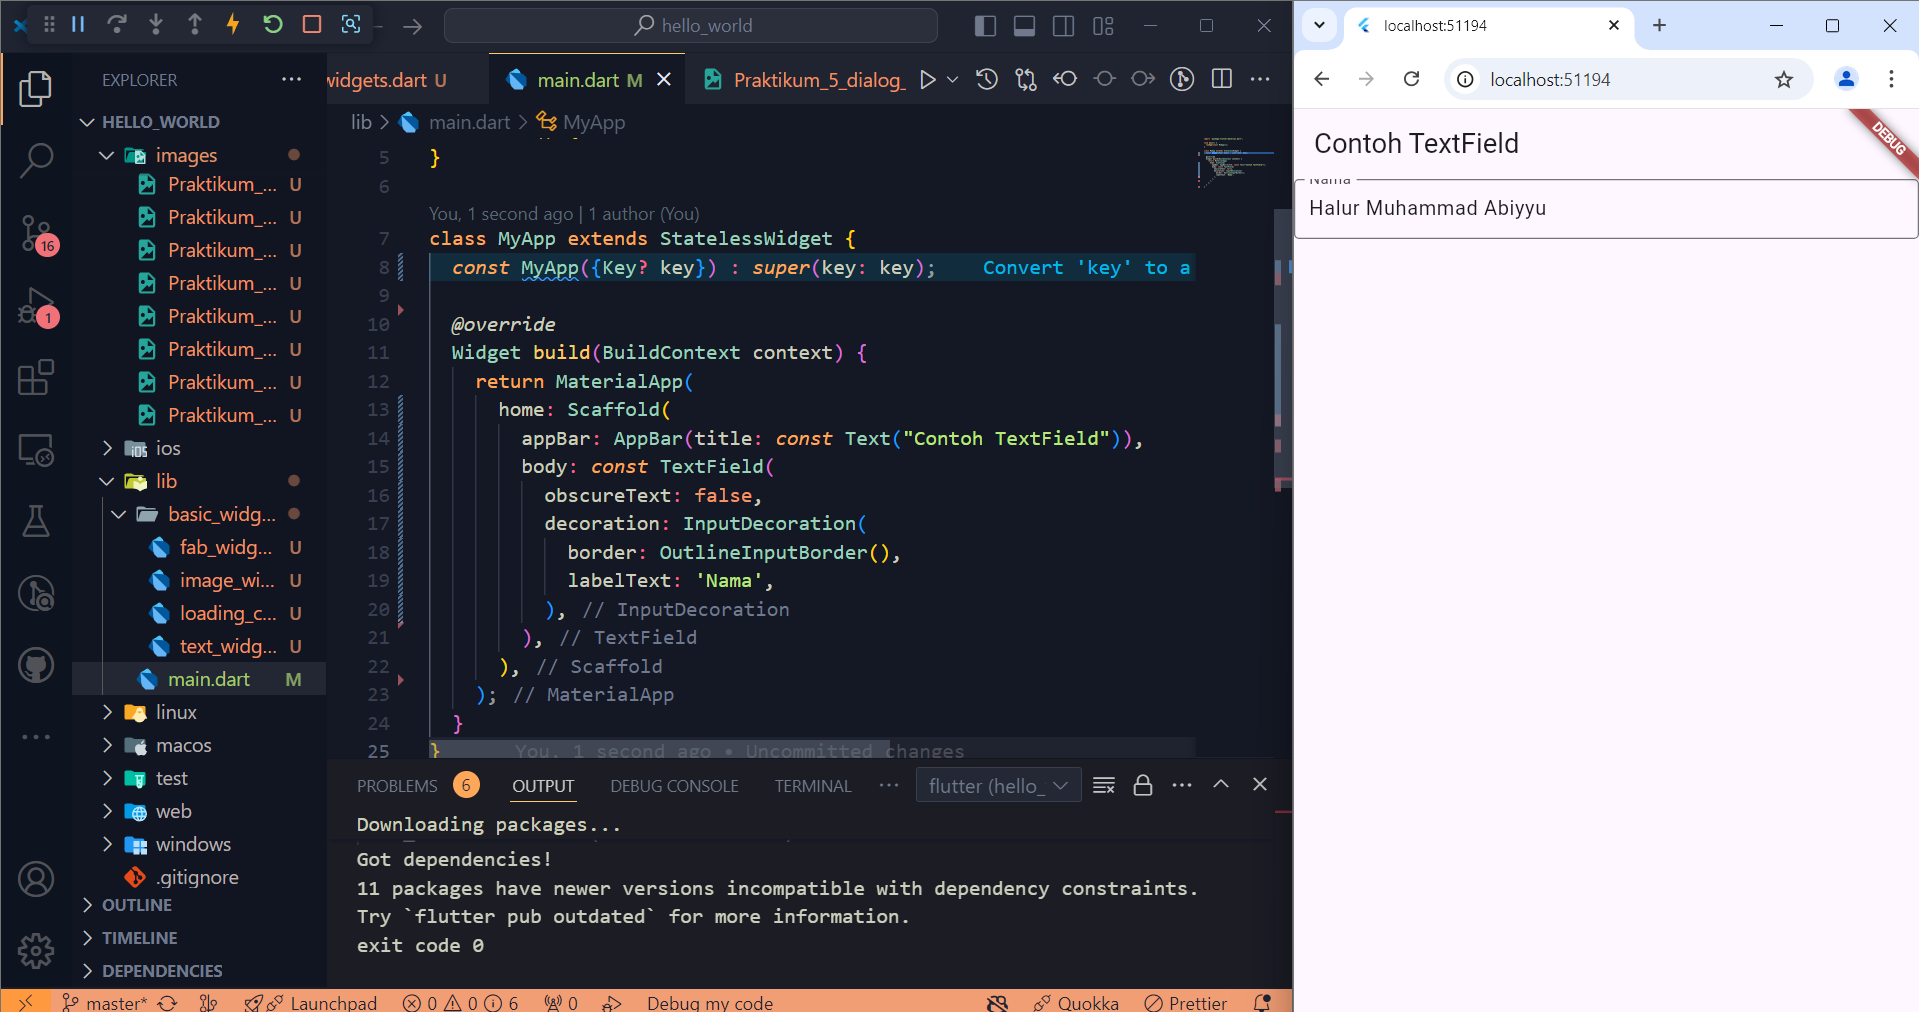 hello_world
EXPLORER
HELLO_WORLD
images
Praktikum_... U
Praktikum_... U
Praktikum_... U
Praktikum_... U
Praktikum_... U
Praktikum_... U
Praktikum_... U
Praktikum_... U
ios
lib
basic_widg...
fab_widg... U
image_wi... U
loading_c... U
text_widg... U
main.dart M
linux
macos
test
web
windows
.gitignore
OUTLINE
TIMELINE
DEPENDENCIES
16
1
widgets.dart U
main.dart M
Praktikum_5_dialog_
lib > main.dart > MyApp
5 }
6
You, 1 second ago | 1 author (You)
7 class MyApp extends StatelessWidget {
8 const MyApp({Key? key}) : super(key: key); Convert 'key' to a
9
10 @override
11 Widget build(BuildContext context) {
12 return MaterialApp(
13 home: Scaffold(
14 appBar: AppBar(title: const Text("Contoh TextField")),
15 body: const TextField(
16 obscureText: false,
17 decoration: InputDecoration(
18 border: OutlineInputBorder(),
19 labelText: 'Nama',
20 ), // InputDecoration
21 ), // TextField
22 ), // Scaffold
23 ); // MaterialApp
24 }
25 } You, 1 second ago • Uncommitted changes
PROBLEMS 6 OUTPUT DEBUG CONSOLE TERMINAL flutter (hello_
Downloading packages...
Got dependencies!
11 packages have newer versions incompatible with dependency constraints.
Try `flutter pub outdated` for more information.
exit code 0
master* Launchpad 0 0 6 0 Debug my code Quokka Prettier
localhost:51194
localhost:51194
Contoh TextField
DEBUG
Nama
Halur Muhammad Abiyyu